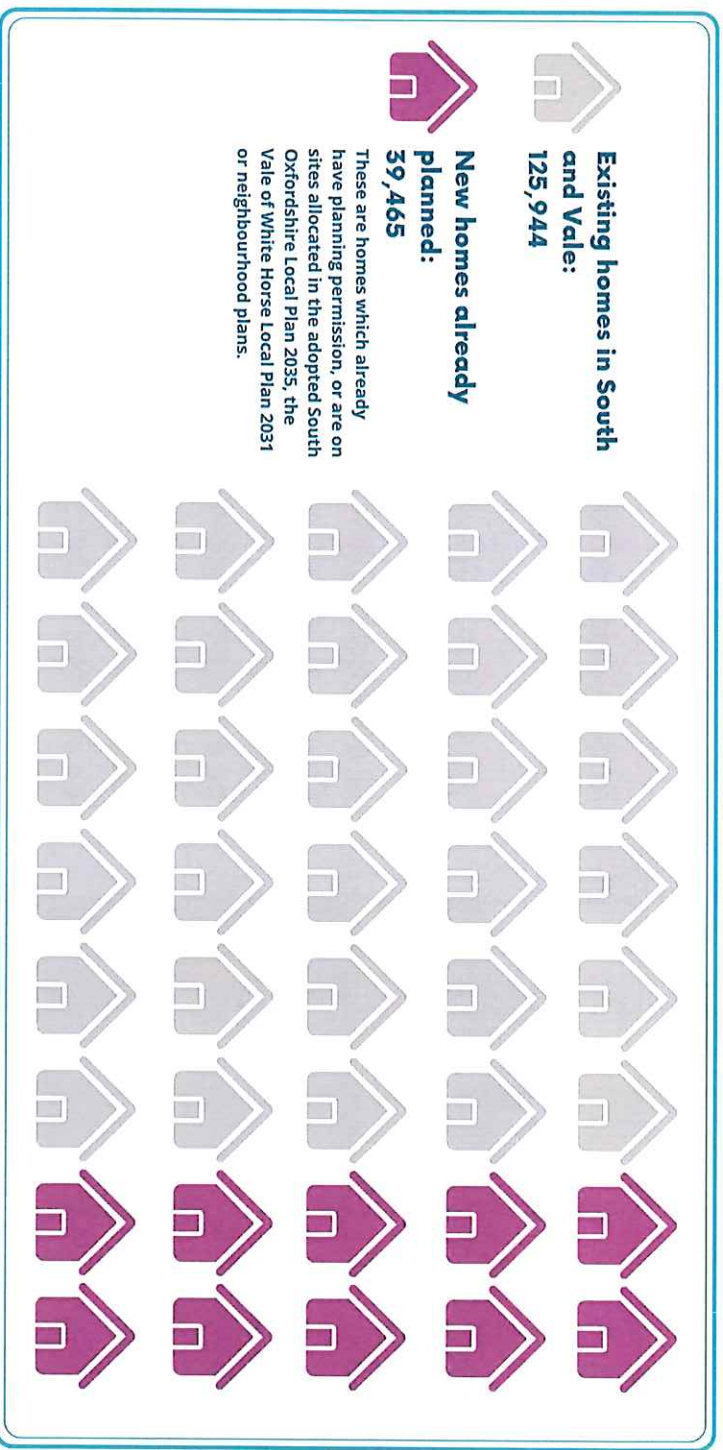 Existing homes in South
and Vale:
125,944
New homes already
planned:
39,465
These are homes which already
have planning permission, or are on
sites allocated in the adopted South
Oxfordshire Local Plan 2035, the
Vale of White Horse Local Plan 2031
or neighbourhood plans.